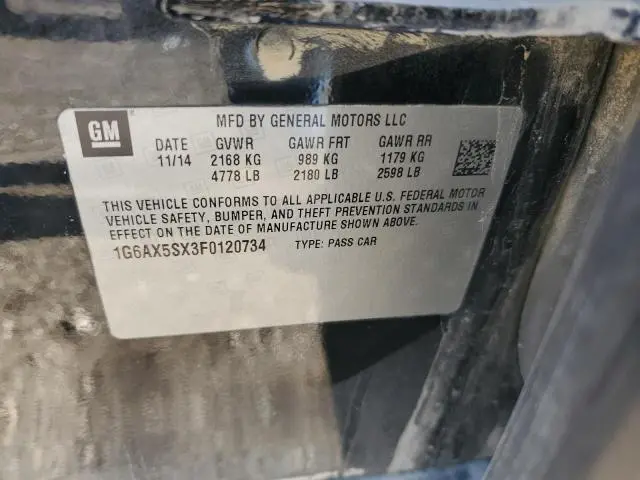 GM
MFD BY GENERAL MOTORS LLC
DATE GVWR GAWR FRT GAWR RR
11/14 2168 KG 989 KG 1179 KG
4778 LB 2180 LB 2598 LB
THIS VEHICLE CONFORMS TO ALL APPLICABLE U.S. FEDERAL MOTOR
VEHICLE SAFETY, BUMPER, AND THEFT PREVENTION STANDARDS IN
EFFECT ON THE DATE OF MANUFACTURE SHOWN ABOVE.
1G6AX5SX3F0120734 TYPE: PASS CAR